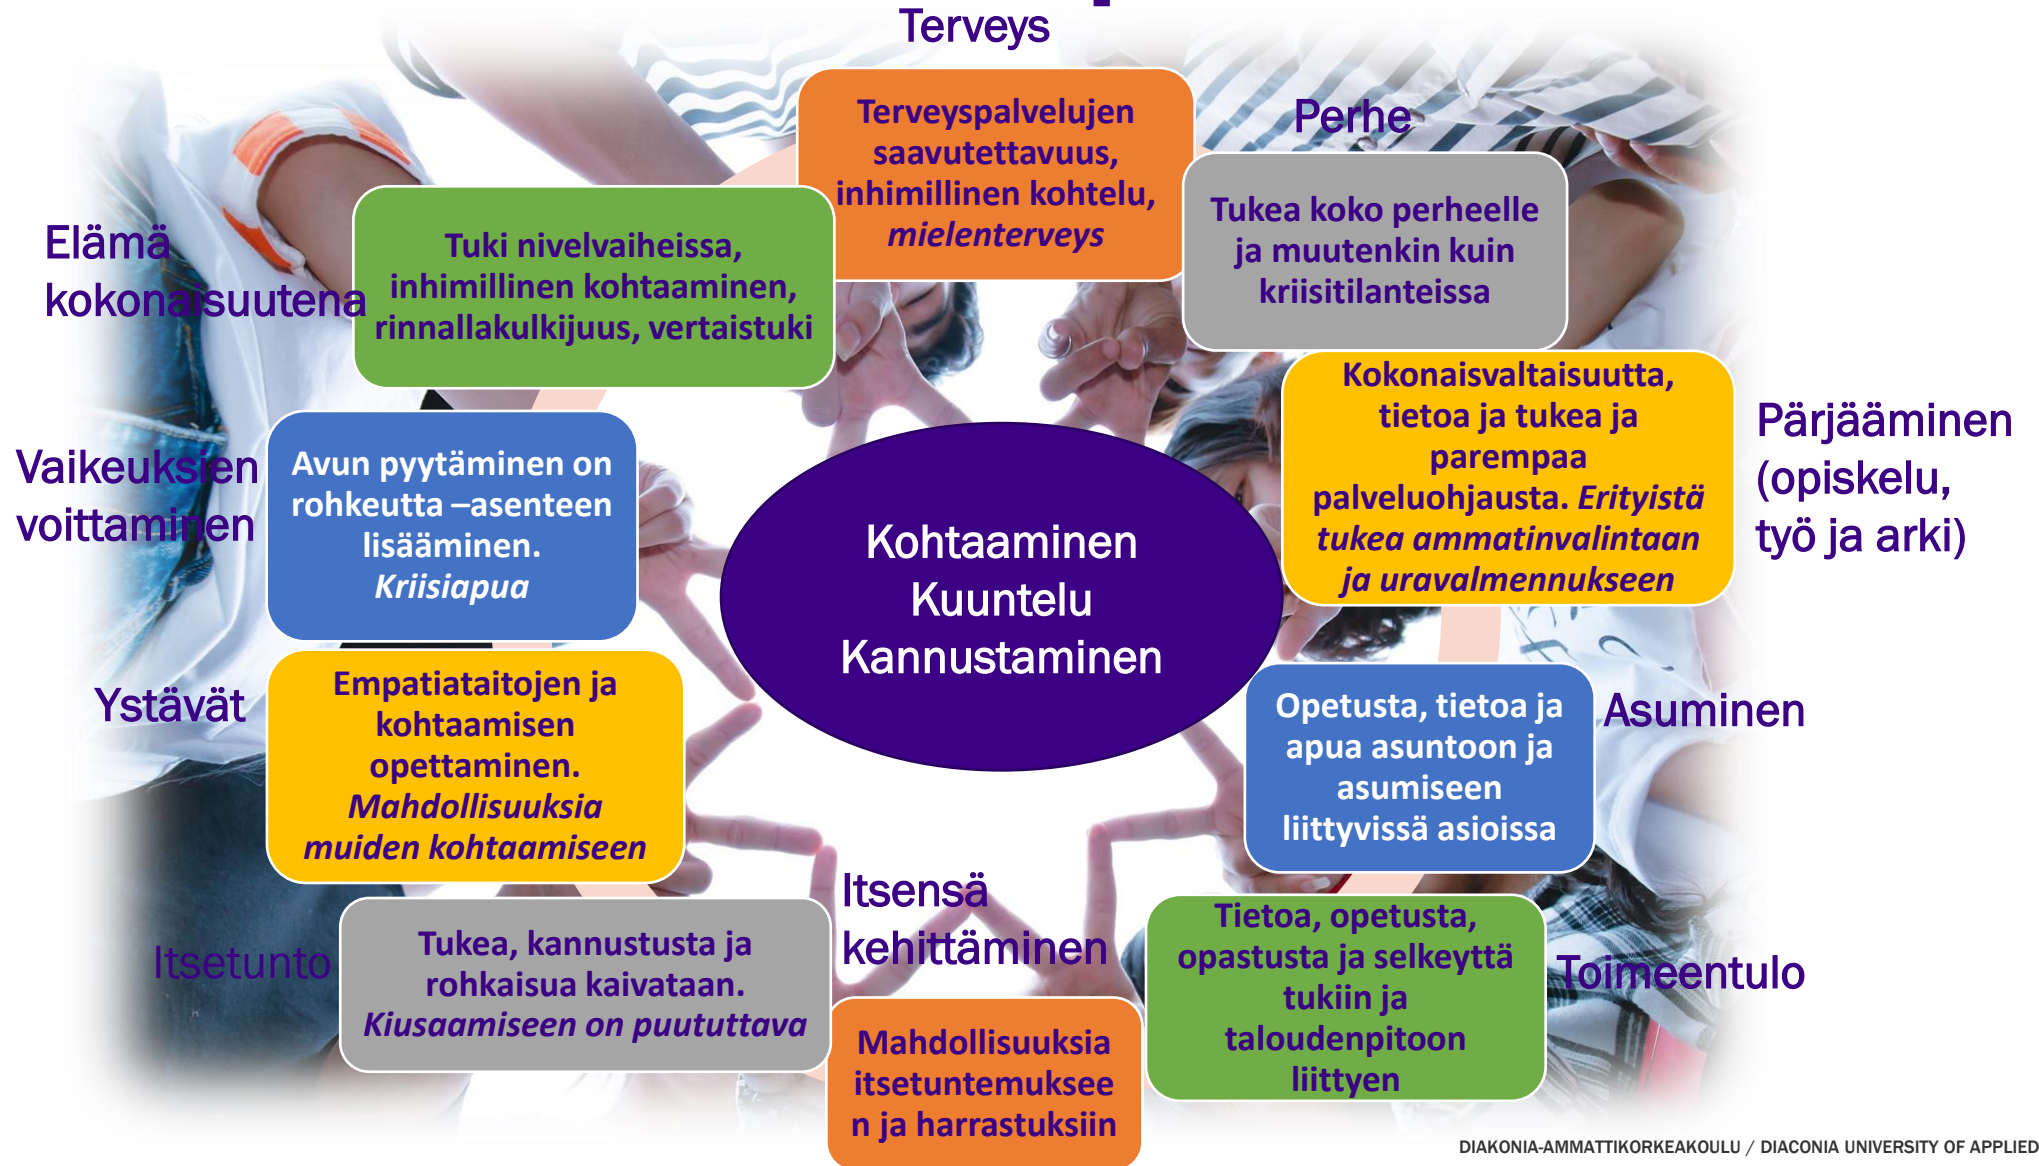 Terveys
Terveyspalvelujen
saavutettavuus,
inhimillinen kohtelu,
mielenterveys
Perhe
Tukea koko perheelle
ja muutenkin kuin
kriisitilanteissa
Kokonaisvaltaisuutta,
tietoa ja tukea ja
parempaa
palveluohjausta. Erityistä
tukea ammatinvalintaan
ja uravalmennukseen
Pärjääminen
(opiskelu,
työ ja arki)
Opetusta, tietoa ja
apua asuntoon ja
asumiseen
liittyvissä asioissa
Asuminen
Tietoa, opetusta,
opastusta ja selkeyttä
tukiin ja
taloudenpitoon
liittyen
Toimeentulo
Itsensä
kehittäminen
Mahdollisuuksia
itsetuntemuksee
n ja harrastuksiin
Itsetunto
Tukea, kannustusta ja
rohkaisua kaivataan.
Kiusaamiseen on puututtava
Ystävät
Empatiataitojen ja
kohtaamisen
opettaminen.
Mahdollisuuksia
muiden kohtaamiseen
Vaikeuksien
voittaminen
Avun pyytäminen on
rohkeutta –asenteen
lisääminen.
Kriisiapua
Elämä
kokonaisuutena
Tuki nivelvaiheissa,
inhimillinen kohtaaminen,
rinnallakulkijuus, vertaistuki
Kohtaaminen
Kuuntelu
Kannustaminen
DIAKONIA-AMMATTIKORKEAKOULU / DIACONIA UNIVERSITY OF APPLIED